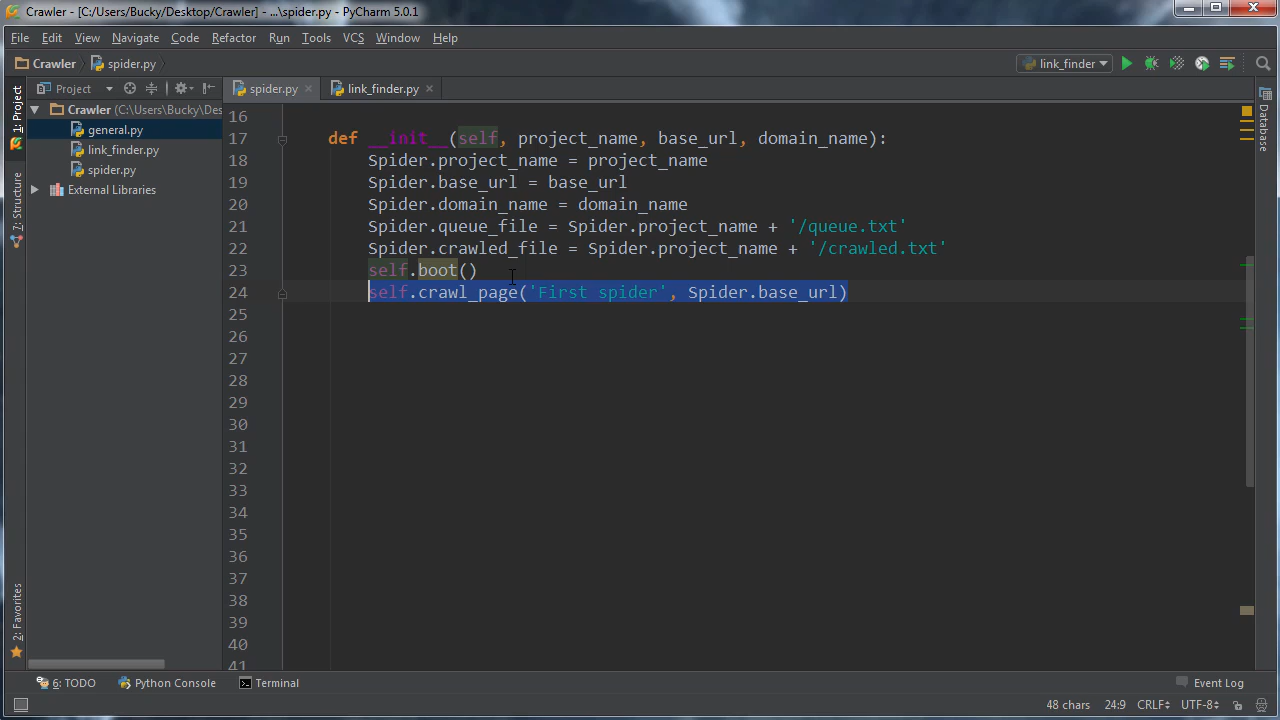 Crawler - [C:/Users/Bucky/Desktop/Crawler] - ...\spider.py - PyCharm 5.0.1
File Edit View Navigate Code Refactor Run Tools VCS Window Help
Crawler spider.py link_finder
Project spider.py link_finder.py
1: Project
7: Structure
2: Favorites
Database
Crawler (C:\Users\Bucky\Des
general.py
link_finder.py
spider.py
External Libraries
16
17 def __init__(self, project_name, base_url, domain_name):
18 Spider.project_name = project_name
19 Spider.base_url = base_url
20 Spider.domain_name = domain_name
21 Spider.queue_file = Spider.project_name + '/queue.txt'
22 Spider.crawled_file = Spider.project_name + '/crawled.txt'
23 self.boot()
24 self.crawl_page('First spider', Spider.base_url)
25
26
27
28
29
30
31
32
33
34
35
36
37
38
39
40
41
6: TODO Python Console Terminal Event Log
48 chars 24:9 CRLF UTF-8